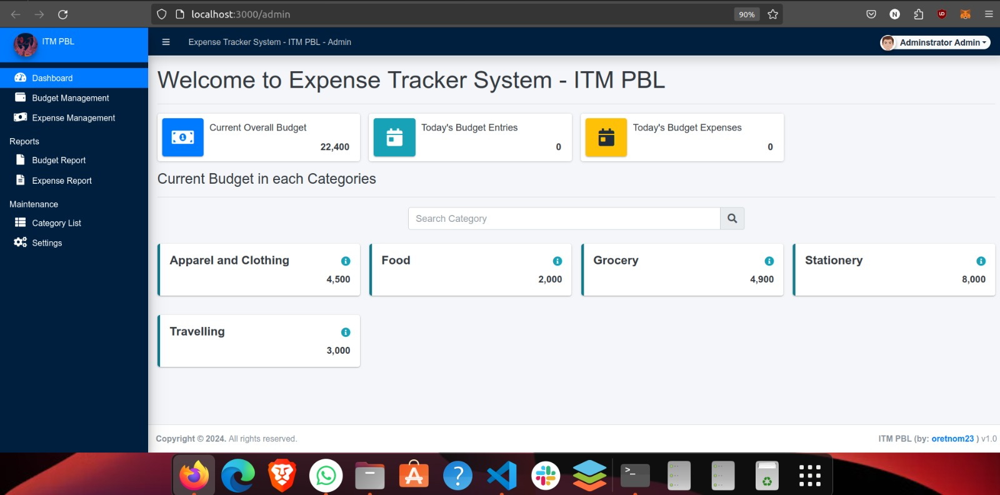 localhost:3000/admin
90%
N
ITM PBL
Expense Tracker System - ITM PBL - Admin
Adminstrator Admin
Dashboard
Budget Management
Expense Management
Reports
Budget Report
Expense Report
Maintenance
Category List
Settings
Welcome to Expense Tracker System - ITM PBL
Current Overall Budget
22,400
Today's Budget Entries
0
Today's Budget Expenses
0
Current Budget in each Categories
Search Category
Apparel and Clothing
4,500
Food
2,000
Grocery
4,900
Stationery
8,000
Travelling
3,000
Copyright © 2024. All rights reserved.
ITM PBL (by: oretnom23 ) v1.0